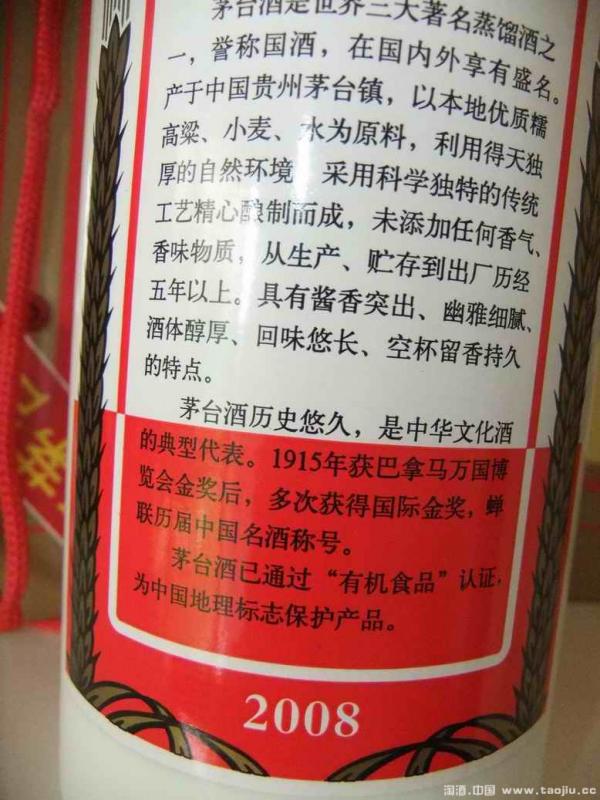 茅台酒是世界三大著名蒸馏酒之
一，誉称国酒，在国内外享有盛名。
产于中国贵州茅台镇，以本地优质糯
高粱、小麦、水为原料，利用得天独
厚的自然环境，采用科学独特的传统
工艺精心酿制而成，未添加任何香气、
香味物质，从生产、贮存到出厂历经
五年以上。具有酱香突出、幽雅细腻、
酒体醇厚、回味悠长、空杯留香持久
的特点。
茅台酒历史悠久，是中华文化酒
的典型代表。1915年获巴拿马万国博
览会金奖后，多次获得国际金奖，蝉
联历届中国名酒称号。
茅台酒已通过“有机食品”认证，
为中国地理标志保护产品。
2008
淘酒.中国 www.taojiu.cc